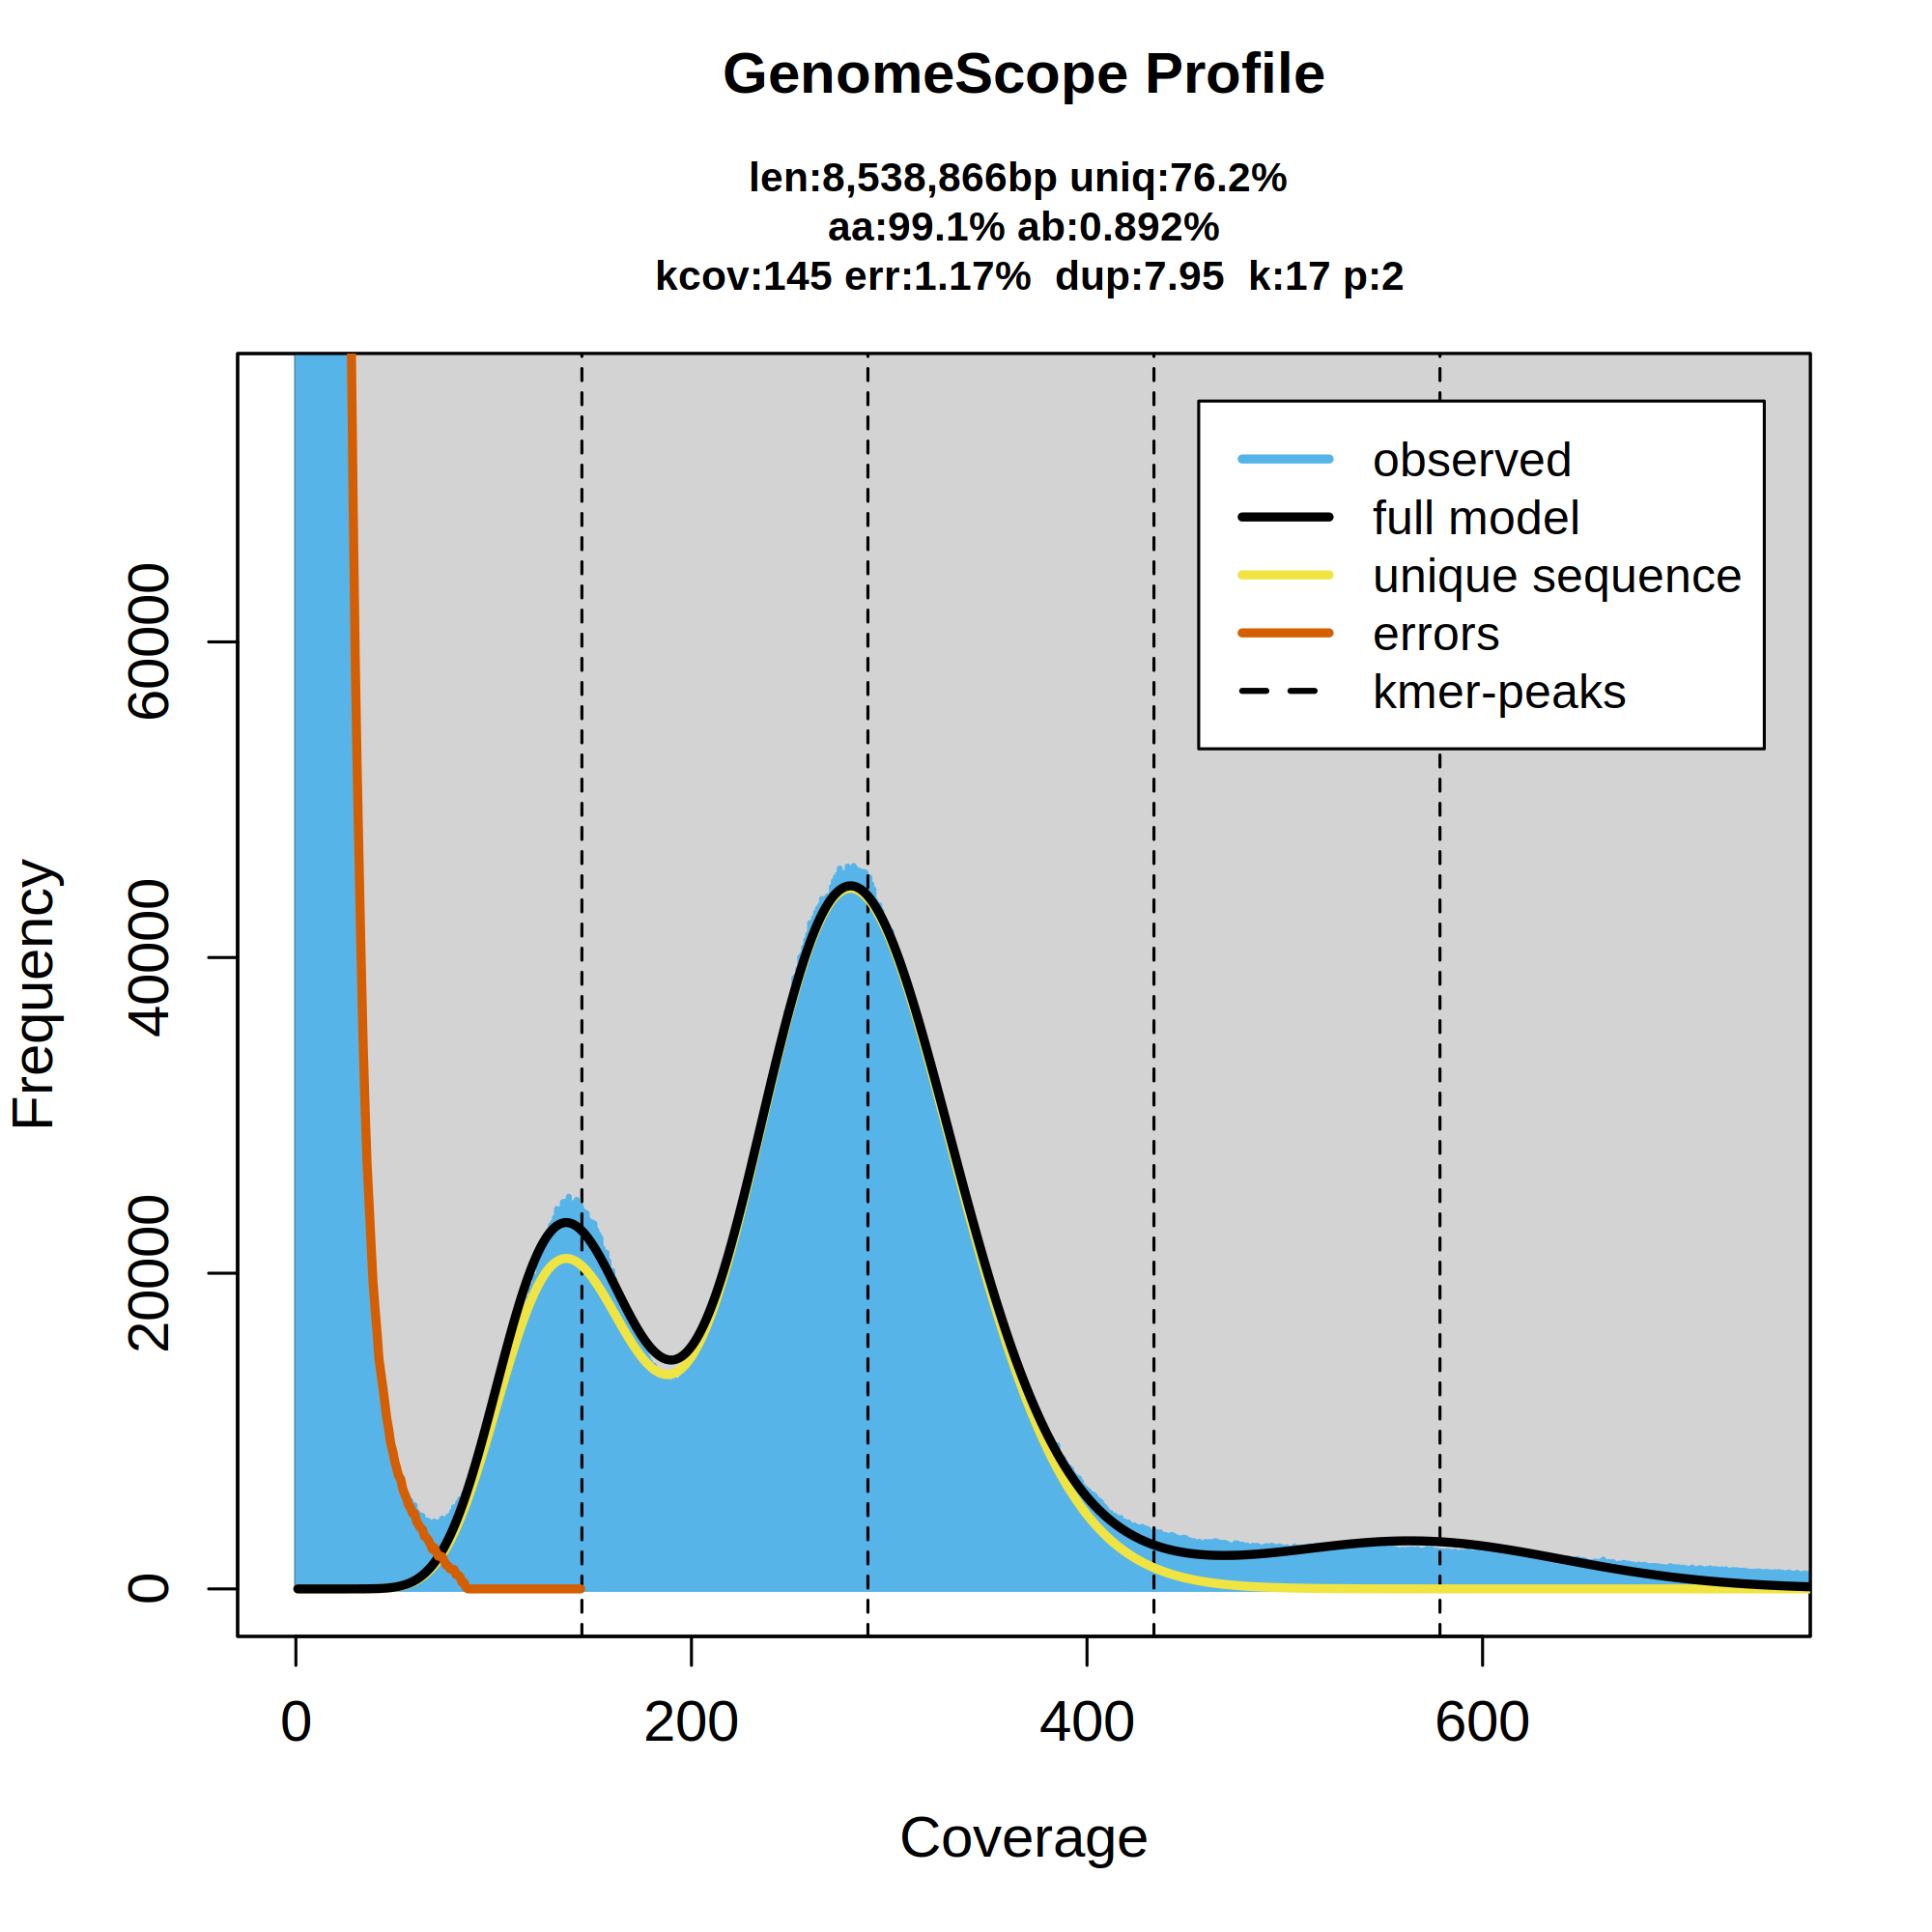 GenomeScope Profile
len:8,538,866bp uniq:76.2%
aa:99.1% ab:0.892%
kcov:145 err:1.17%  dup:7.95  k:17 p:2
observed
full model
unique sequence
errors
kmer-peaks
Frequency
60000
40000
20000
0
0
200
400
600
Coverage